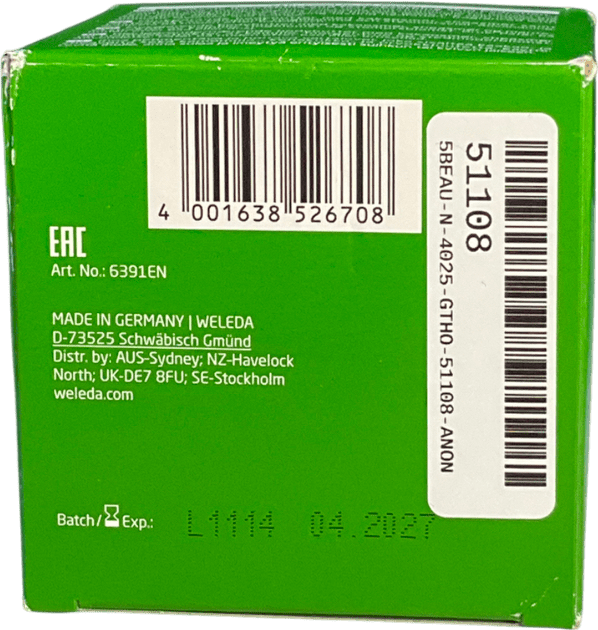 4 001638 526708
51108
5BEAU-N-4025-GTHO-51108-ANON
EAC
Art. No.: 6391EN
MADE IN GERMANY | WELEDA
D-73525 Schwäbisch Gmünd
Distr. by: AUS-Sydney; NZ-Havelock
North; UK-DE7 8FU; SE-Stockholm
weleda.com
Batch/ Exp.: L1114 04.2027